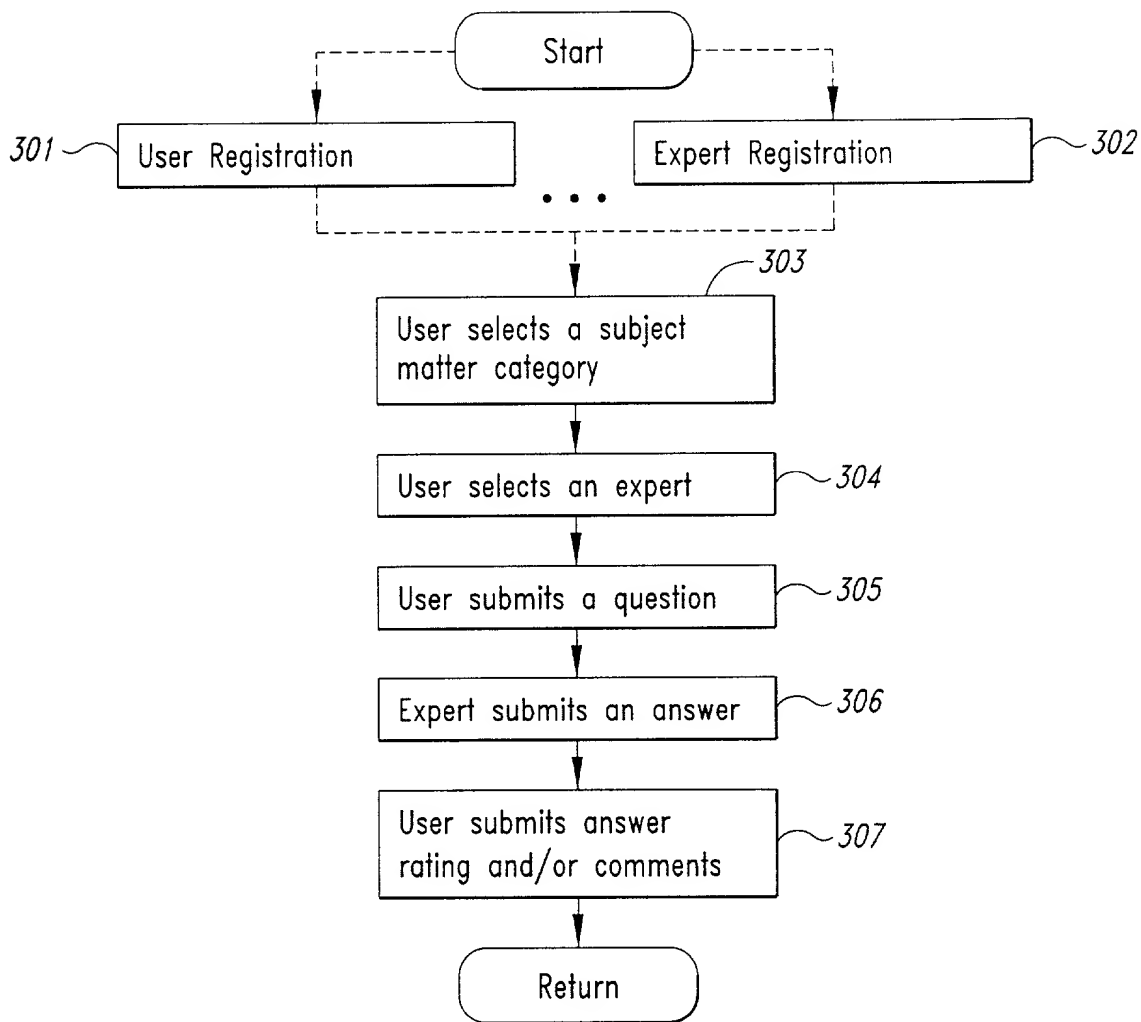 Start
301
User Registration
Expert Registration
302
• • •
303
User selects a subject
matter category
User selects an expert
304
User submits a question
305
Expert submits an answer
306
User submits answer
rating and/or comments
307
Return